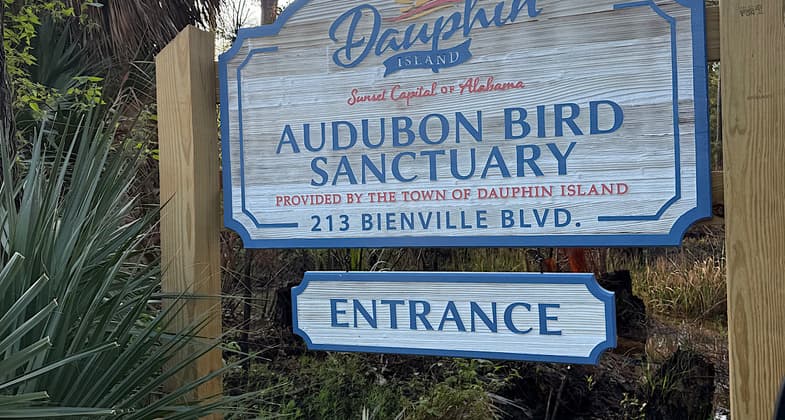 Dauphin
ISLAND
Sunset Capital OF Alabama
AUDUBON BIRD
SANCTUARY
PROVIDED BY THE TOWN OF DAUPHIN ISLAND
213 BIENVILLE BLVD.
ENTRANCE